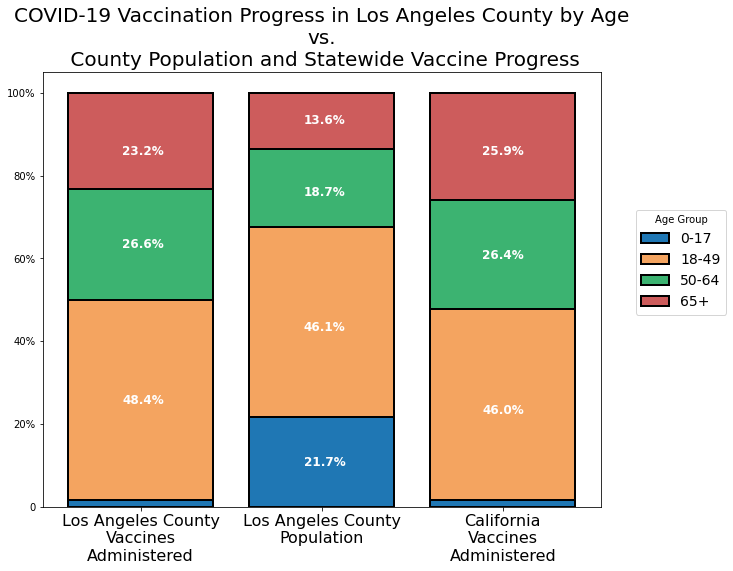 COVID-19 Vaccination Progress in Los Angeles County by Age
vs.
County Population and Statewide Vaccine Progress
100%
80%
60%
40%
20%
0
23.2%
26.6%
48.4%
13.6%
18.7%
46.1%
21.7%
25.9%
26.4%
46.0%
Age Group
0-17
18-49
50-64
65+
Los Angeles County
Vaccines
Administered
Los Angeles County
Population
California
Vaccines
Administered